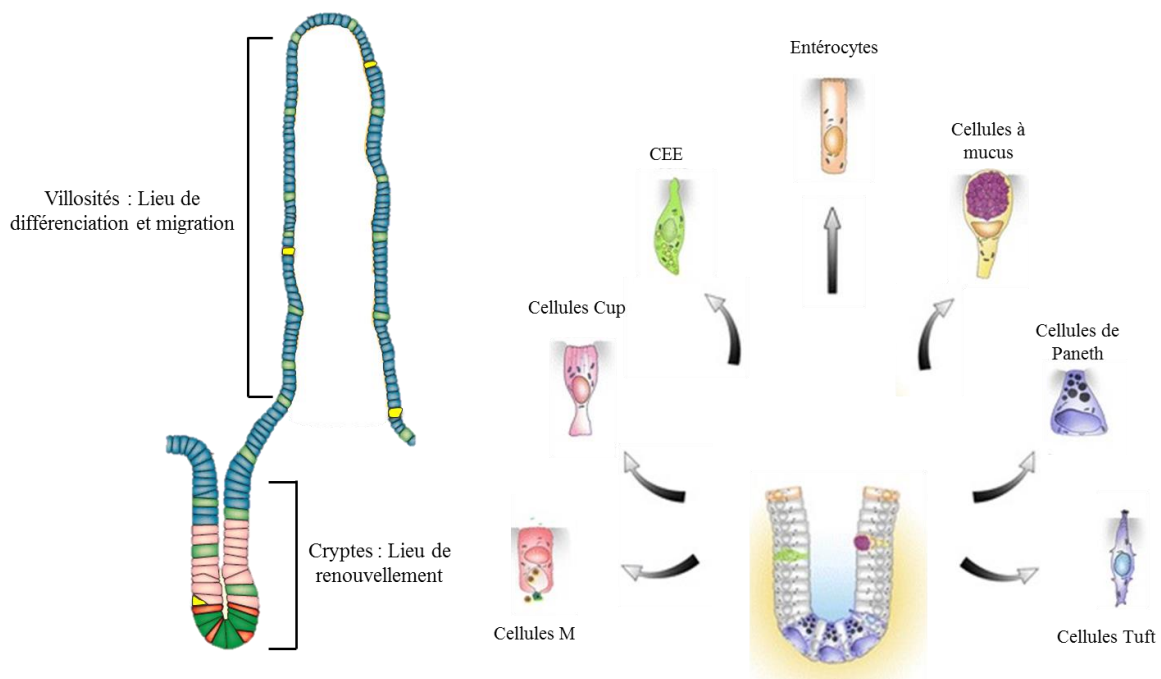 Villosités : Lieu de
différenciation et migration
Cryptes : Lieu de
renouvellement
Entérocytes
CEE
Cellules à
mucus
Cellules Cup
Cellules de
Paneth
Cellules M
Cellules Tuft